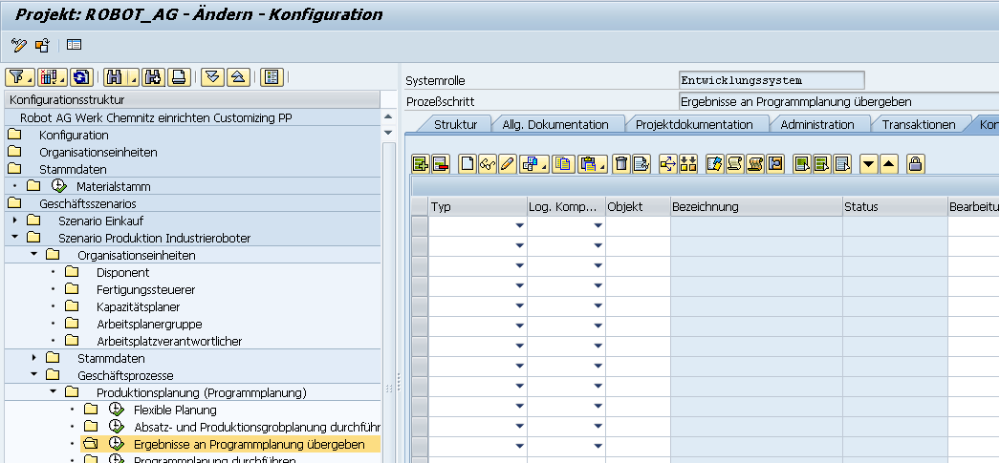 Projekt: ROBOT_AG - Ändern - Konfiguration
Systemrolle
Entwicklungssystem
Prozeßschritt
Ergebnisse an Programmplanung übergeben
Konfigurationsstruktur
Robot AG Werk Chemnitz einrichten Customizing PP
Konfiguration
Organisationseinheiten
Stammdaten
Materialstamm
Geschäftsszenarios
Szenario Einkauf
Szenario Produktion Industrieroboter
Organisationseinheiten
Disponent
Fertigungssteuerer
Kapazitätsplaner
Arbeitsplanergruppe
Arbeitsplatzverantwortlicher
Stammdaten
Geschäftsprozesse
Produktionsplanung (Programmplanung)
Flexible Planung
Absatz- und Produktionsgrobplanung durchführ
Ergebnisse an Programmplanung übergeben
Programmplanung durchführen
Struktur
Allg. Dokumentation
Projektdokumentation
Administration
Transaktionen
Kon
Typ
Log. Komp...
Objekt
Bezeichnung
Status
Bearbeitu